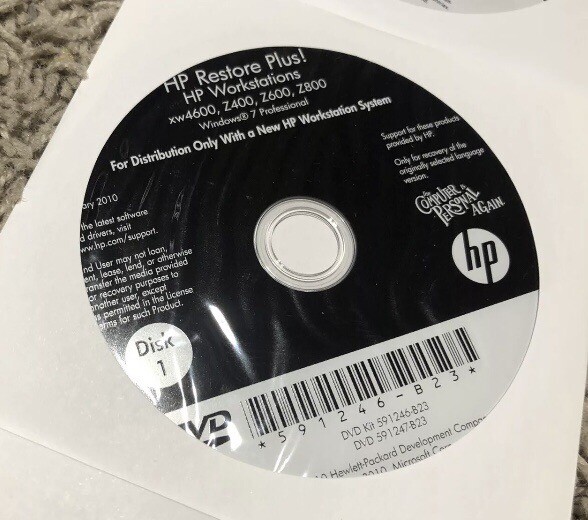 HP Restore Plus!
HP Workstations
xw4600, Z400, Z600, Z800
Windows® 7 Professional
For Distribution Only With a New HP Workstation System
Support for these products
provided by HP.
Only for recovery of the
originally selected language
version.
2010
the latest software
drivers, visit
hp.com/support.
End User may not loan,
lease, lend, or otherwise
transfer the media provided
for recovery purposes to
another user, except
as permitted in the License
for such Product.
The
COMPUTER
is PERSONAL
AGAIN.
hp
Disk
1
DVD
*591246-B23*
DVD Kit 591246-B23
DVD 591247-B23
Hewlett-Packard Development
2010, Microsoft